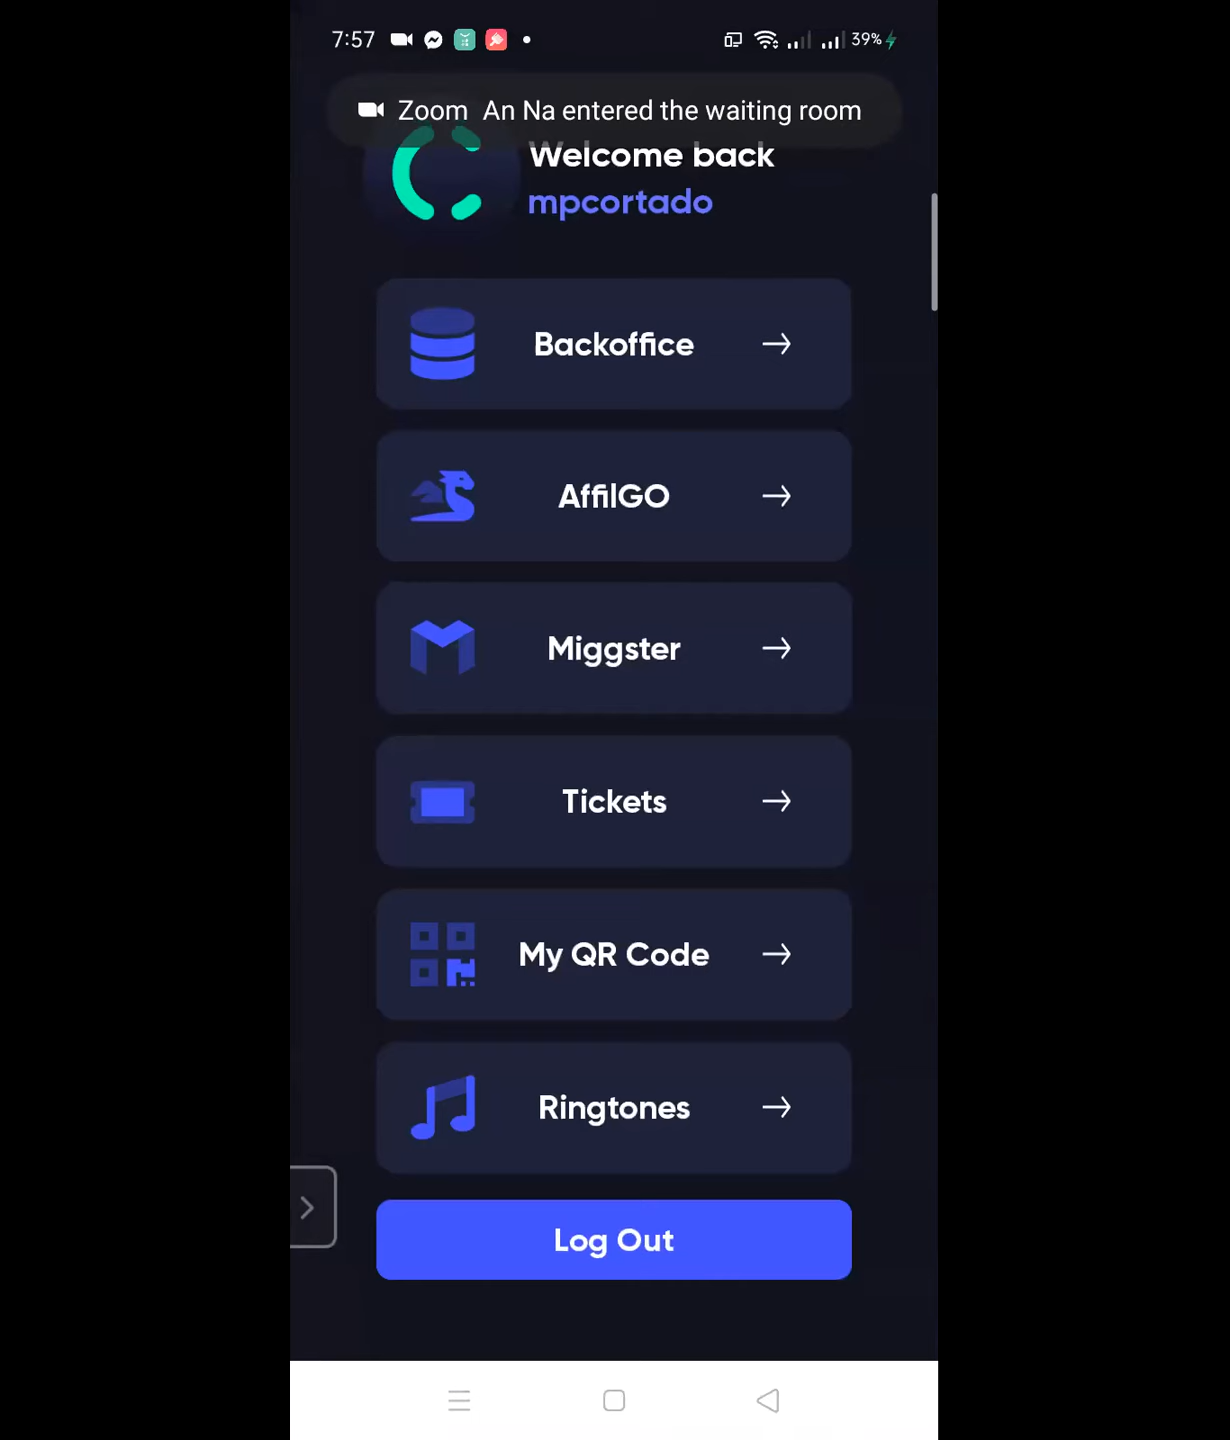 7:57
39%
Zoom An Na entered the waiting room
Welcome back
mpcortado
Backoffice
AffilGO
Miggster
Tickets
My QR Code
Ringtones
Log Out